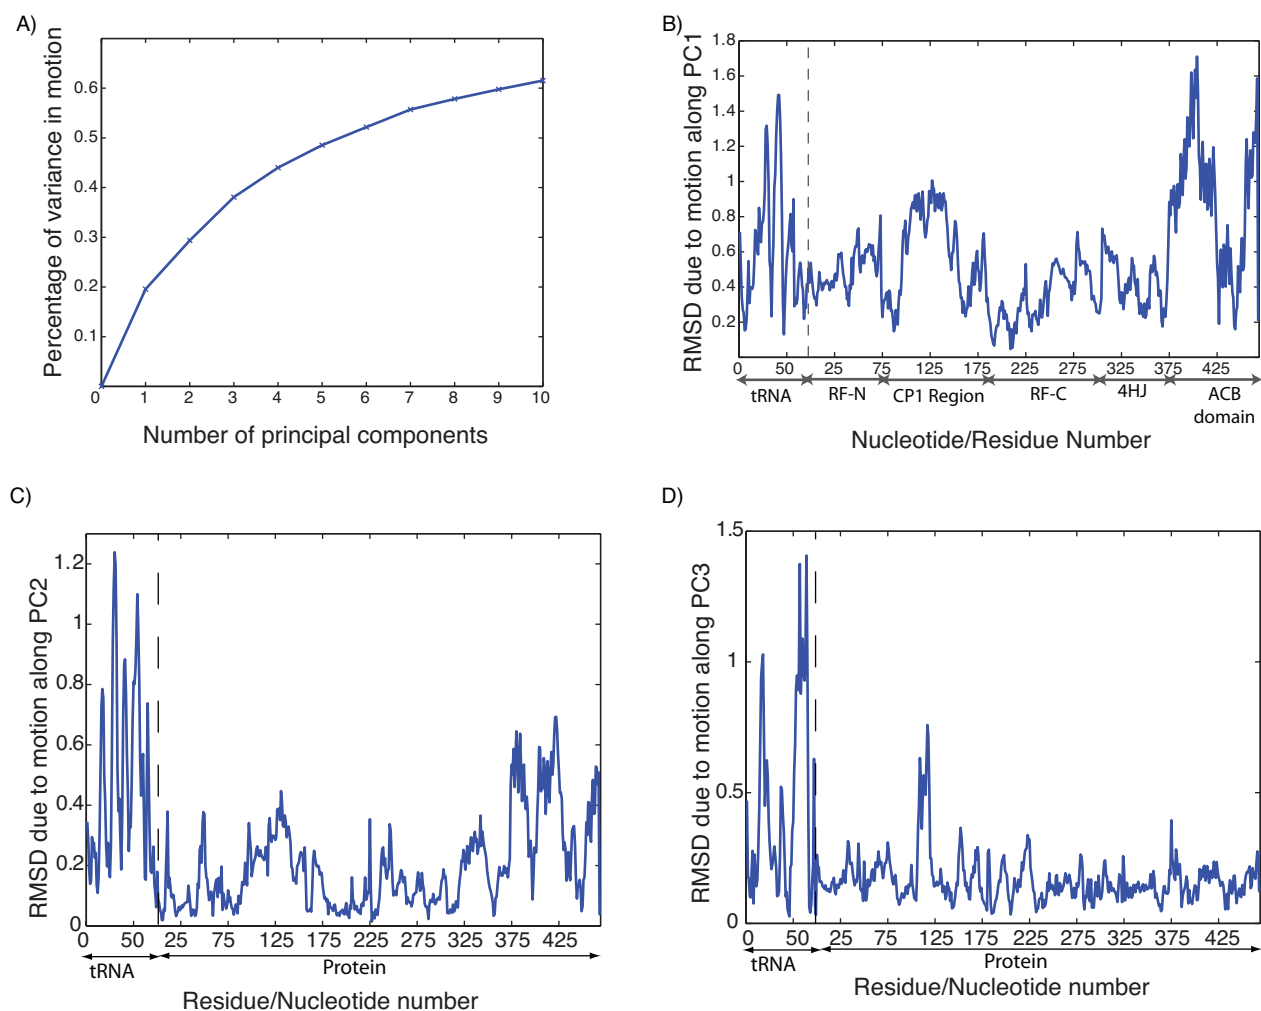 A)
Percentage of variance in motion
0.6
0.5
0.4
0.3
0.2
0.1
0 1 2 3 4 5 6 7 8 9 10
Number of principal components
B)
RMSD due to motion along PC1
1.8
1.6
1.4
1.2
1
0.8
0.6
0.4
0.2
0 50 25 75 125 175 225 275 325 375 425
tRNA RF-N CP1 Region RF-C 4HJ ACB
domain
Nucleotide/Residue Number
C)
RMSD due to motion along PC2
1.2
1
0.8
0.6
0.4
0.2
0
0 50 25 75 125 175 225 275 325 375 425
tRNA Protein
Residue/Nucleotide number
D)
RMSD due to motion along PC3
1.5
1
0.5
0
0 50 25 75 125 175 225 275 325 375 425
tRNA Protein
Residue/Nucleotide number